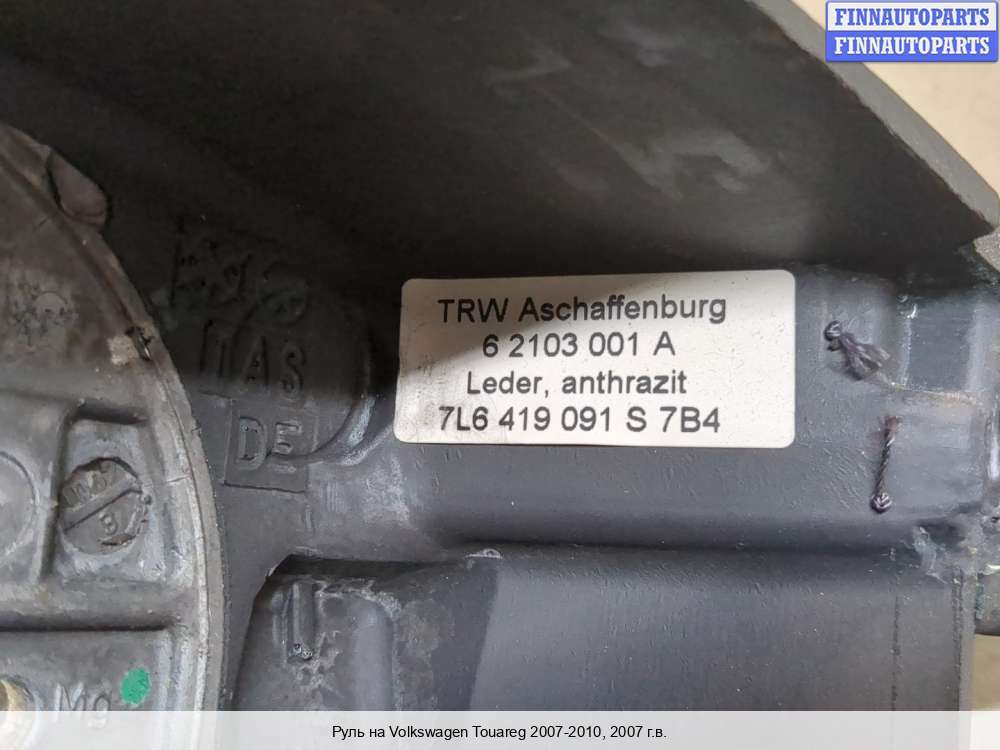 FINNAUTOPARTS
FINNAUTOPARTS
TRW Aschaffenburg
6 2103 001 A
Leder, anthrazit
7L6 419 091 S 7B4
TAS
DE
Mg
Руль на Volkswagen Touareg 2007-2010, 2007 г.в.